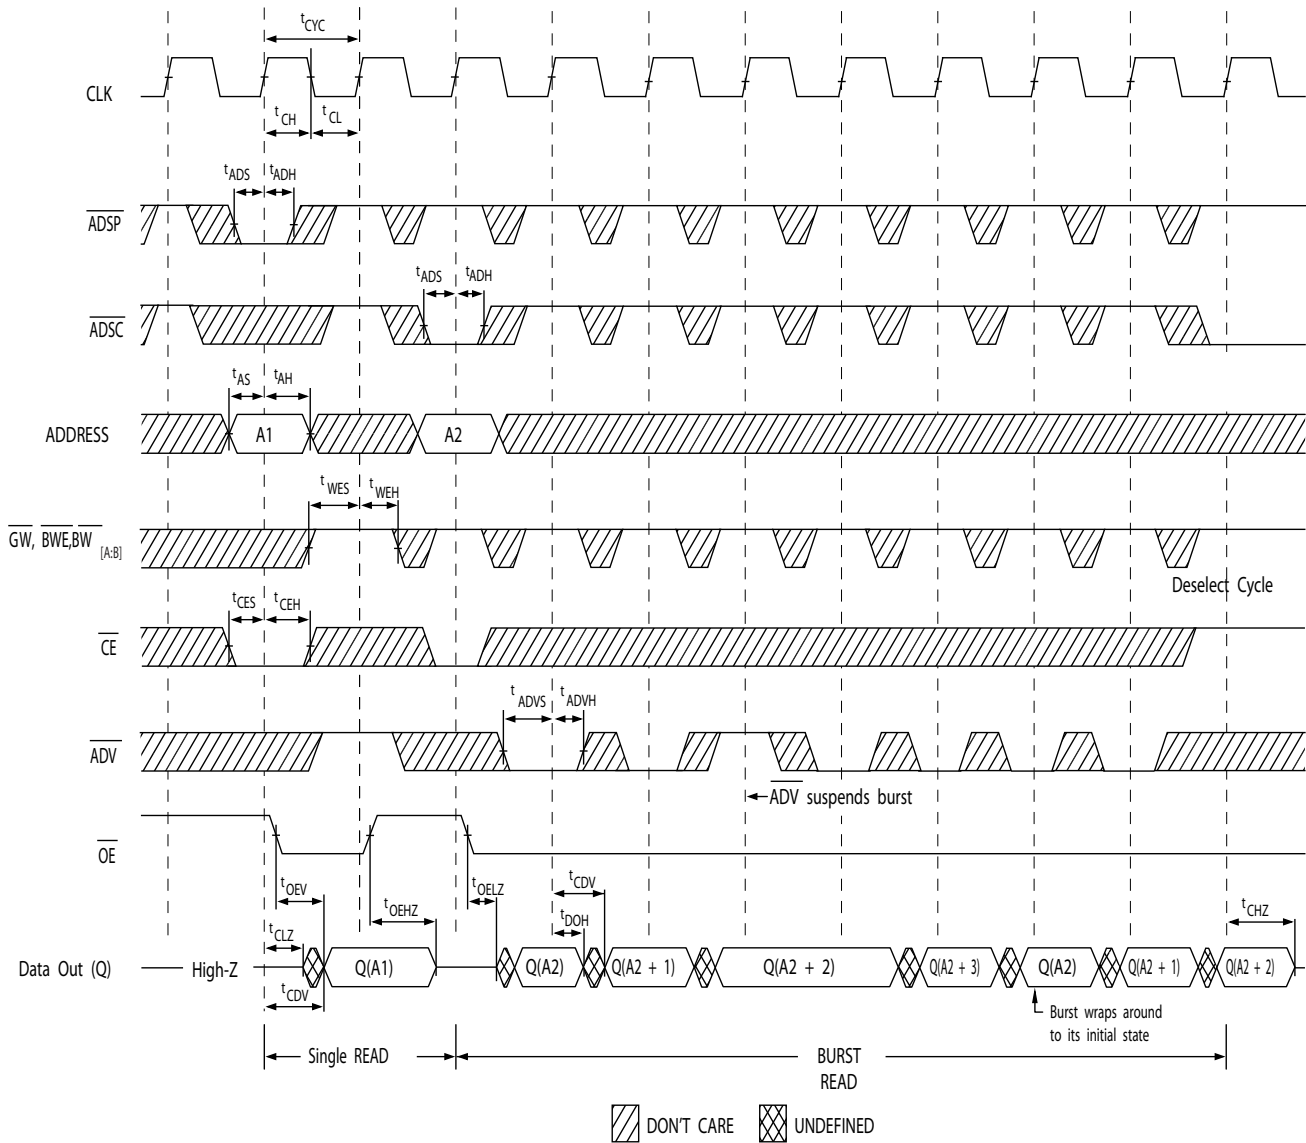 tCYC
CLK
tCH
tCL
tADS
tADH
ADSP
tADS
tADH
ADSC
tAS
tAH
ADDRESS
A1
A2
tWES
tWEH
GW, BWE,BW [A:B]
Deselect Cycle
tCES
tCEH
CE
tADVS
tADVH
ADV
ADV suspends burst
OE
tOEV
tOEHZ
tOELZ
tCDV
tDOH
tCHZ
tCLZ
Data Out (Q)
High-Z
Q(A1)
Q(A2)
Q(A2 + 1)
Q(A2 + 2)
Q(A2 + 3)
Q(A2)
Q(A2 + 1)
Q(A2 + 2)
tCDV
Burst wraps around
to its initial state
Single READ
BURST
READ
DON'T CARE
UNDEFINED